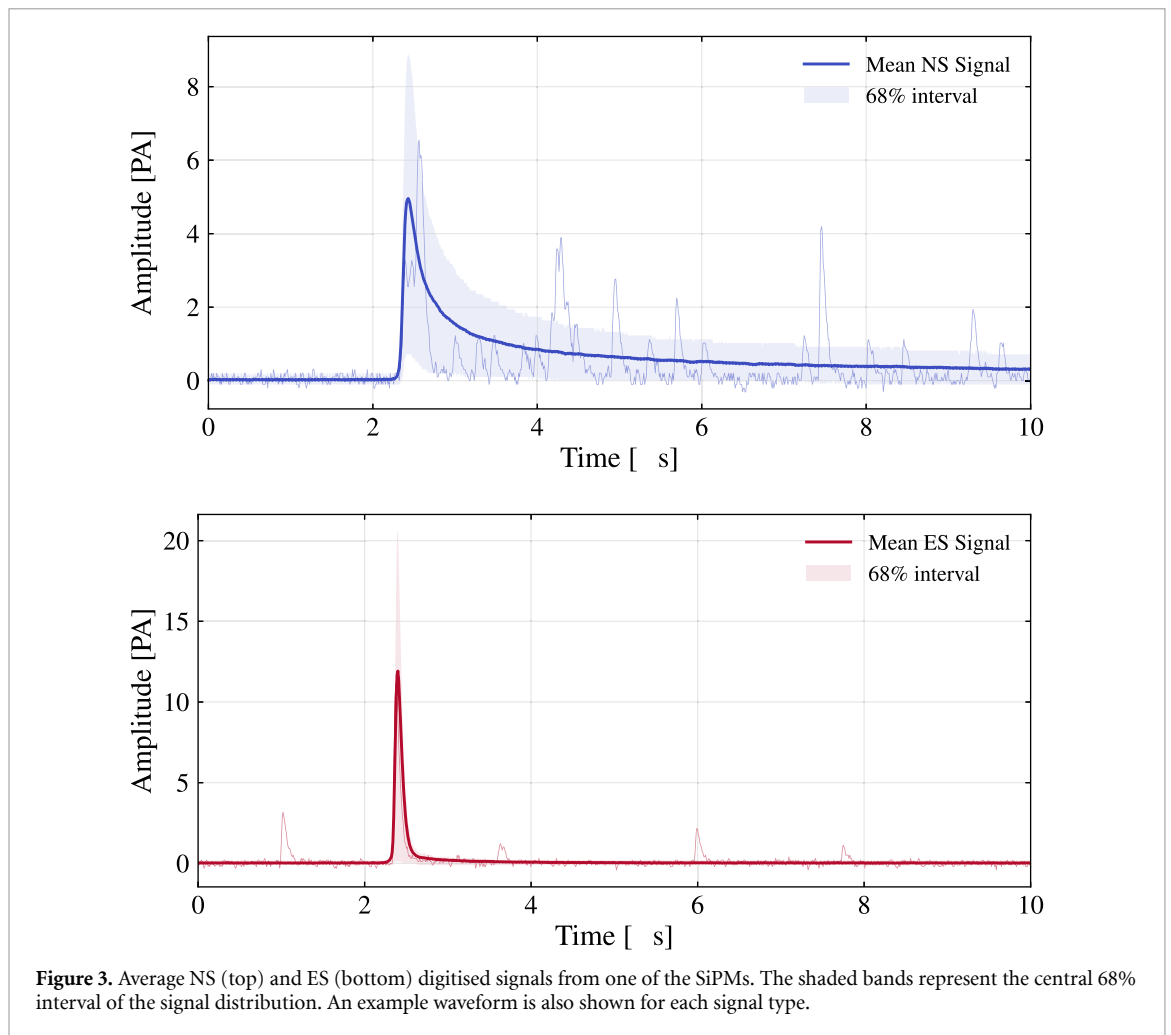 Mean NS Signal
68% interval
Amplitude [PA]
8
6
4
2
0
0 2 4 6 8 10
Time [ s]
Mean ES Signal
68% interval
Amplitude [PA]
20
15
10
5
0
0 2 4 6 8 10
Time [ s]
Figure 3. Average NS (top) and ES (bottom) digitised signals from one of the SiPMs. The shaded bands represent the central 68%
interval of the signal distribution. An example waveform is also shown for each signal type.